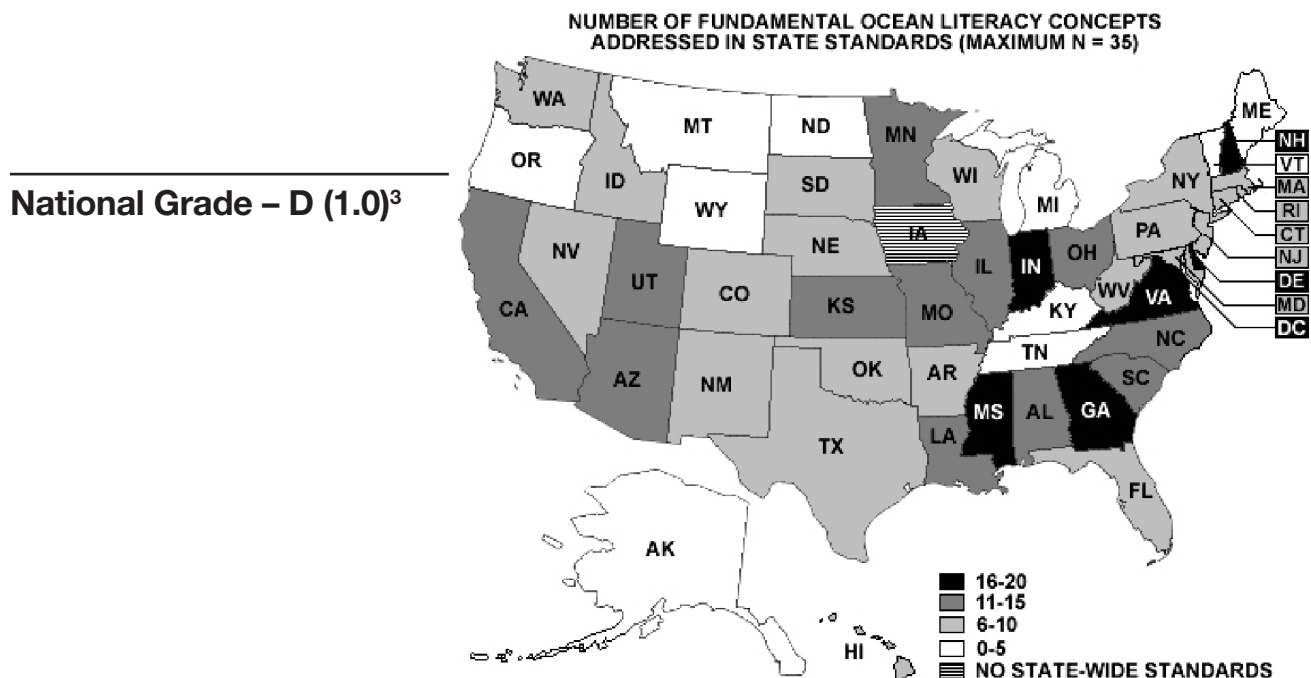 NUMBER OF FUNDAMENTAL OCEAN LITERACY CONCEPTS
ADDRESSED IN STATE STANDARDS (MAXIMUM N = 35)
National Grade – D (1.0)³
WA
MT
ND
MN
ME
OR
ID
SD
WI
NY
NH
VT
MA
RI
CT
NJ
DE
MD
DC
WY
MI
PA
NV
NE
IA
IL
IN
OH
UT
CO
KS
MO
WV
VA
KY
CA
NC
TN
AZ
NM
OK
AR
SC
MS
AL
GA
TX
LA
FL
AK
HI
16-20
11-15
6-10
0-5
NO STATE-WIDE STANDARDS